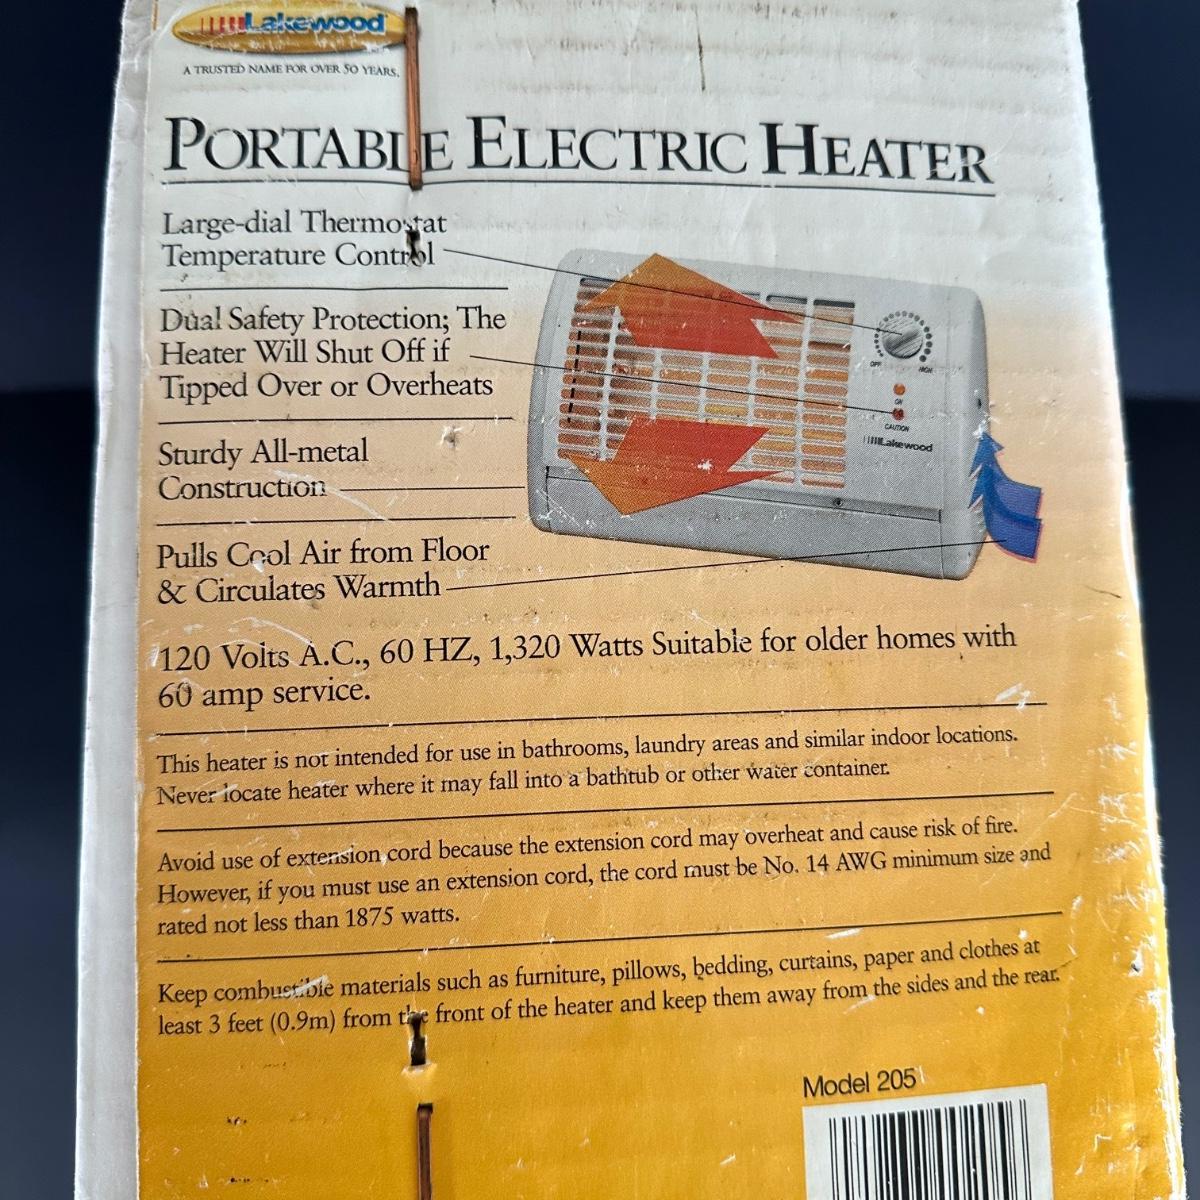 Lakewood
A TRUSTED NAME FOR OVER 50 YEARS.
PORTABLE ELECTRIC HEATER
Large-dial Thermostat
Temperature Control
Dual Safety Protection; The
Heater Will Shut Off if
Tipped Over or Overheats
Sturdy All-metal
Construction
Pulls Cool Air from Floor
& Circulates Warmth
OFF HIGH
ON
CAUTION
Lakewood
120 Volts A.C., 60 HZ, 1,320 Watts Suitable for older homes with
60 amp service.
This heater is not intended for use in bathrooms, laundry areas and similar indoor locations.
Never locate heater where it may fall into a bathtub or other water container.
Avoid use of extension cord because the extension cord may overheat and cause risk of fire.
However, if you must use an extension cord, the cord must be No. 14 AWG minimum size and
rated not less than 1875 watts.
Keep combustible materials such as furniture, pillows, bedding, curtains, paper and clothes at
least 3 feet (0.9m) from the front of the heater and keep them away from the sides and the rear.
Model 205